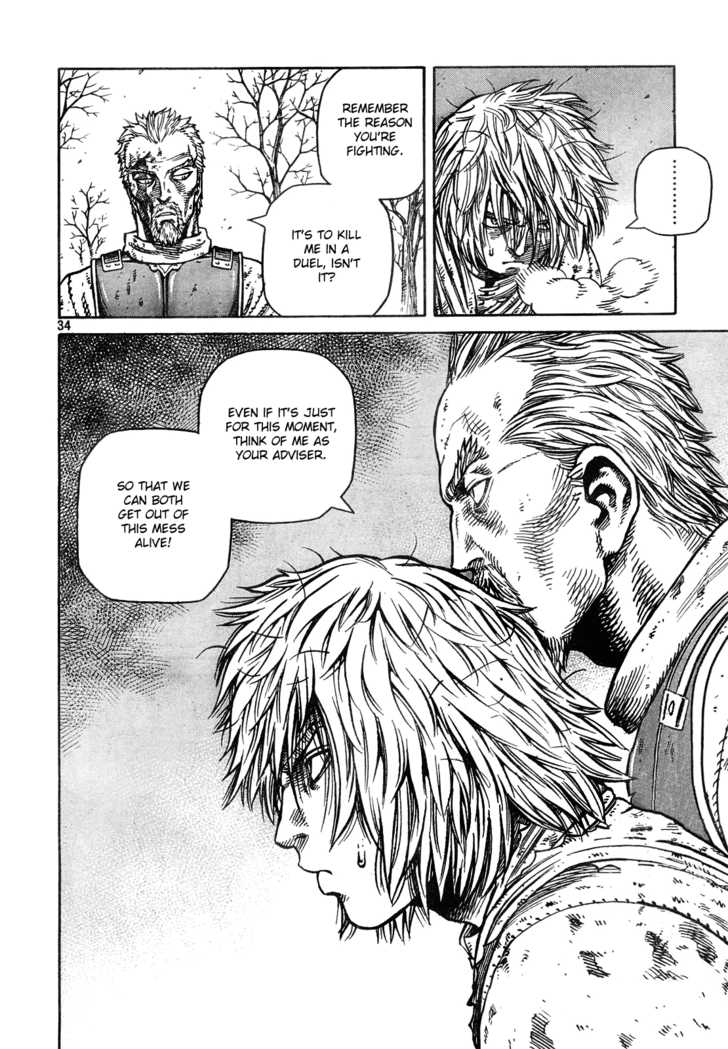 REMEMBER
THE REASON
YOU'RE
FIGHTING.
IT'S TO KILL
ME IN A
DUEL, ISN'T
IT?
.........
34
EVEN IF IT'S JUST
FOR THIS MOMENT,
THINK OF ME AS
YOUR ADVISER.
SO THAT WE
CAN BOTH
GET OUT OF
THIS MESS
ALIVE!